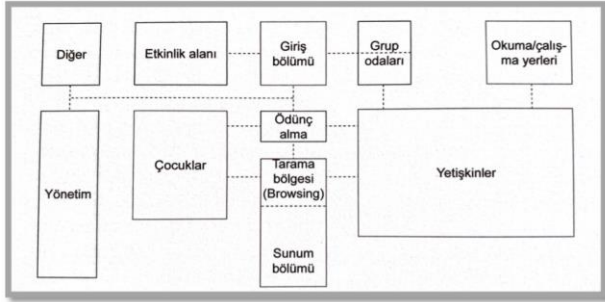 Diğer
Etkinlik alanı
Giriş
bölümü
Grup
odaları
Okuma/çalış-
ma yerleri
Ödünç
alma
Çocuklar
Tarama
bölgesi
(Browsing)
Yetişkinler
Yönetim
Sunum
bölümü